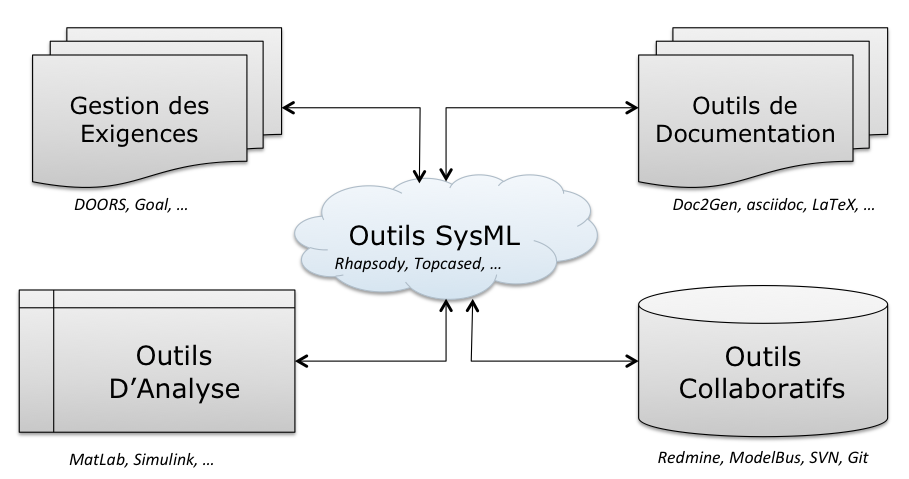 Gestion des
Exigences
DOORS, Goal, ...
Outils de
Documentation
Doc2Gen, asciidoc, LaTeX, ...
Outils SysML
Rhapsody, Topcased, ...
Outils
D’Analyse
MatLab, Simulink, ...
Outils
Collaboratifs
Redmine, ModelBus, SVN, Git